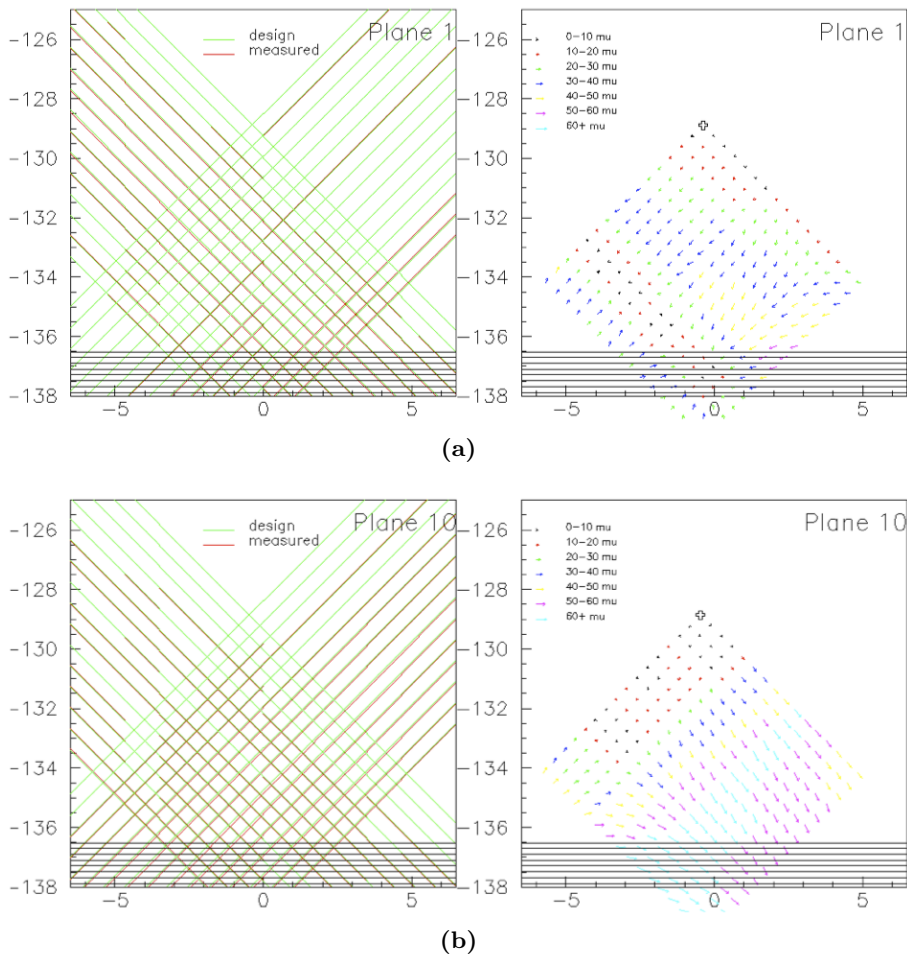 Plane 1
design
measured
-126
-128
-130
-132
-134
-136
-138
-5
0
5
Plane 1
0-10 mu
10-20 mu
20-30 mu
30-40 mu
40-50 mu
50-60 mu
60+ mu
-126
-128
-130
-132
-134
-136
-138
-5
0
5
(a)
Plane 10
design
measured
-126
-128
-130
-132
-134
-136
-138
-5
0
5
Plane 10
0-10 mu
10-20 mu
20-30 mu
30-40 mu
40-50 mu
50-60 mu
60+ mu
-126
-128
-130
-132
-134
-136
-138
-5
0
5
(b)